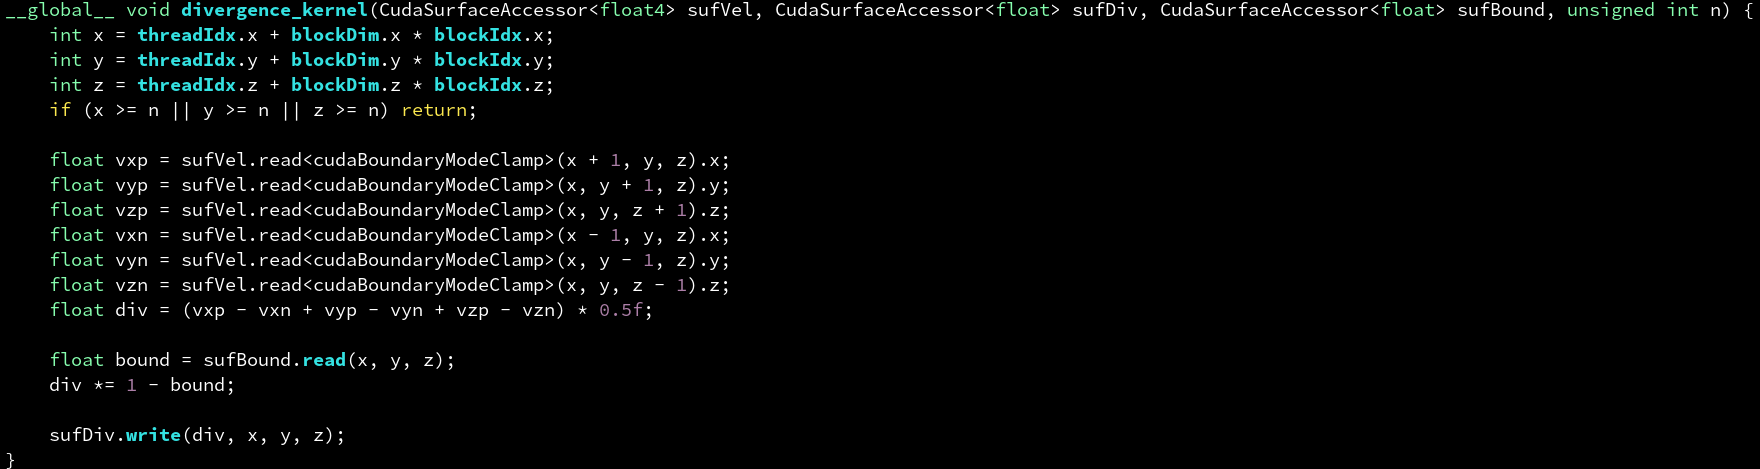 __global__ void divergence_kernel(CudaSurfaceAccessor<float4> sufVel, CudaSurfaceAccessor<float> sufDiv, CudaSurfaceAccessor<float> sufBound, unsigned int n) {
    int x = threadIdx.x + blockDim.x * blockIdx.x;
    int y = threadIdx.y + blockDim.y * blockIdx.y;
    int z = threadIdx.z + blockDim.z * blockIdx.z;
    if (x >= n || y >= n || z >= n) return;

    float vxp = sufVel.read<cudaBoundaryModeClamp>(x + 1, y, z).x;
    float vyp = sufVel.read<cudaBoundaryModeClamp>(x, y + 1, z).y;
    float vzp = sufVel.read<cudaBoundaryModeClamp>(x, y, z + 1).z;
    float vxn = sufVel.read<cudaBoundaryModeClamp>(x - 1, y, z).x;
    float vyn = sufVel.read<cudaBoundaryModeClamp>(x, y - 1, z).y;
    float vzn = sufVel.read<cudaBoundaryModeClamp>(x, y, z - 1).z;
    float div = (vxp - vxn + vyp - vyn + vzp - vzn) * 0.5f;

    float bound = sufBound.read(x, y, z);
    div *= 1 - bound;

    sufDiv.write(div, x, y, z);
}